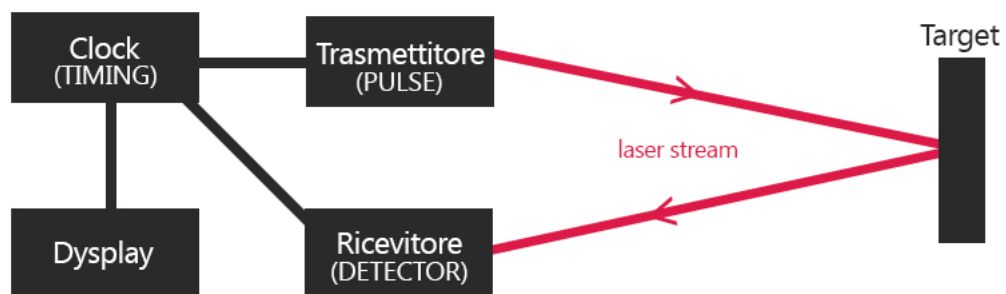 Clock
(TIMING)
Trasmettitore
(PULSE)
Target
laser stream
Dysplay
Ricevitore
(DETECTOR)